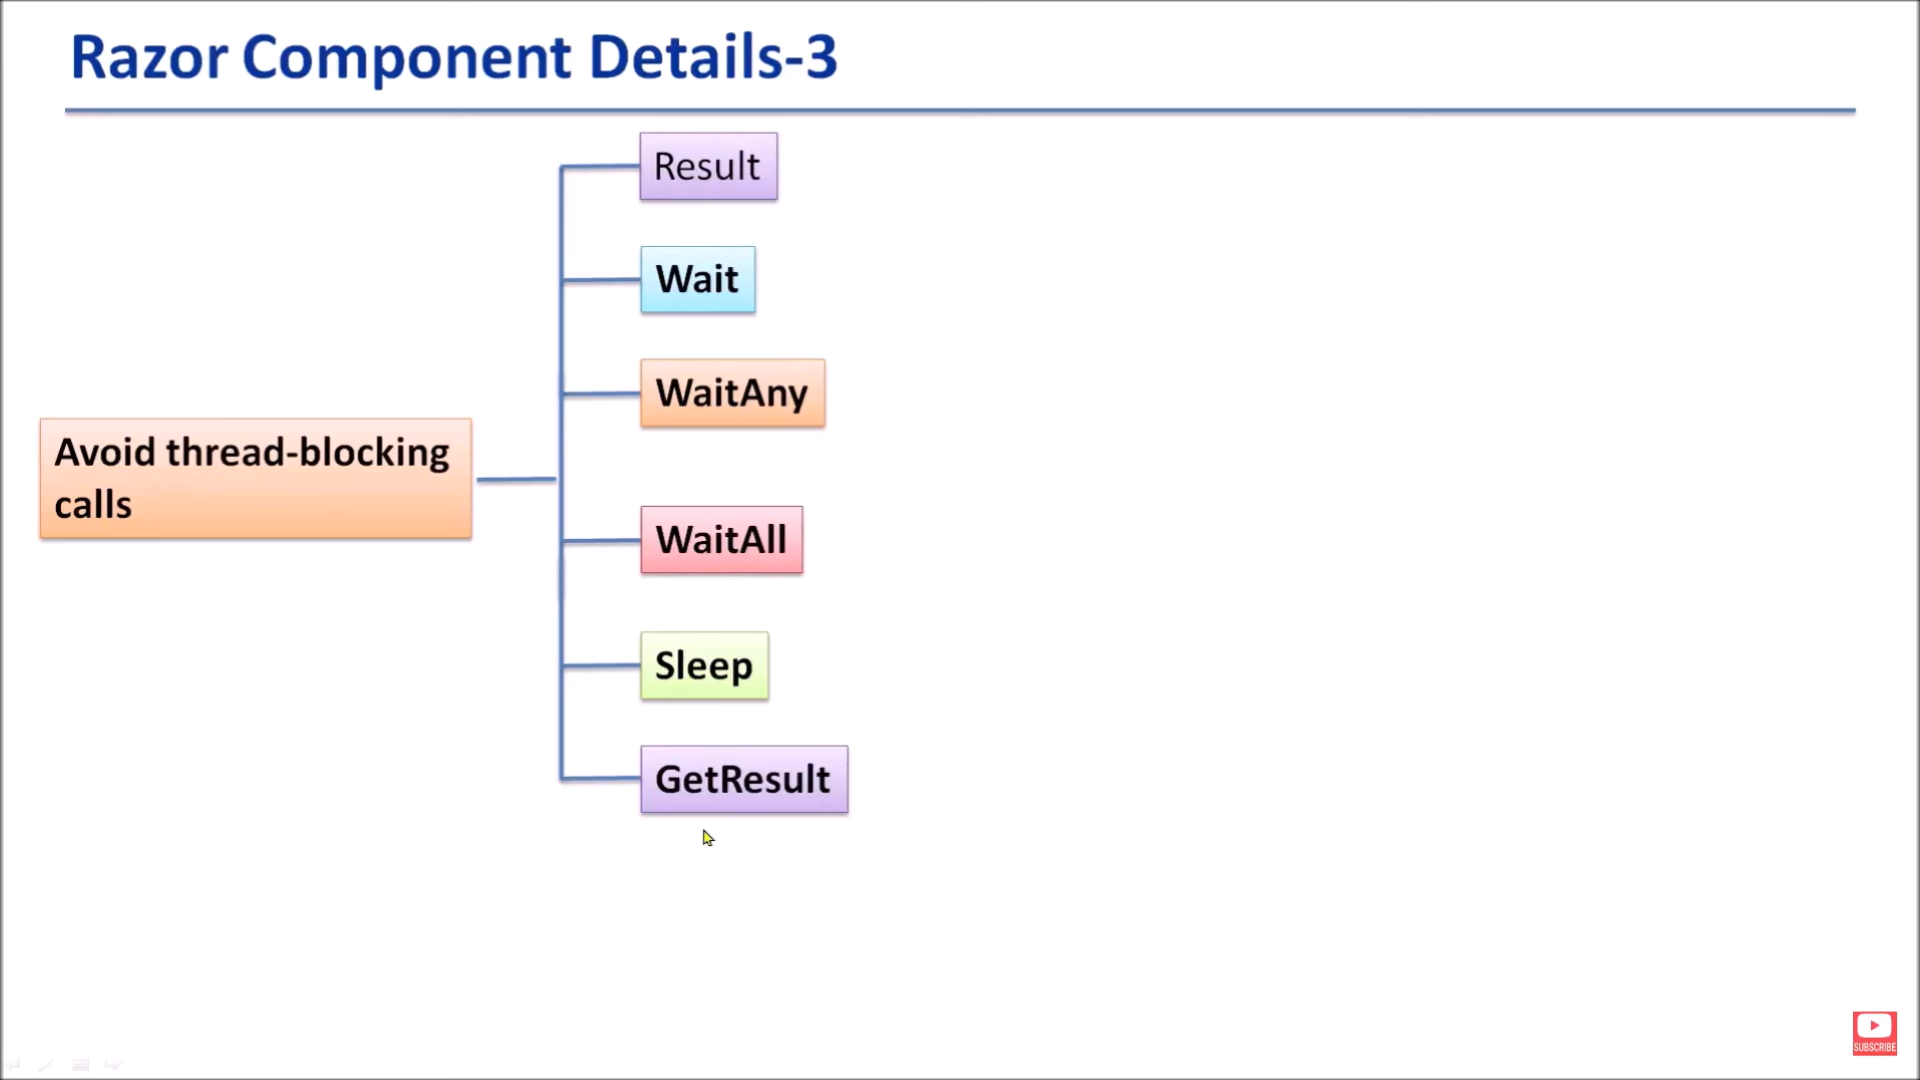 Razor Component Details-3
Result
Wait
WaitAny
Avoid thread-blocking
calls
WaitAll
Sleep
GetResult
SUBSCRIBE